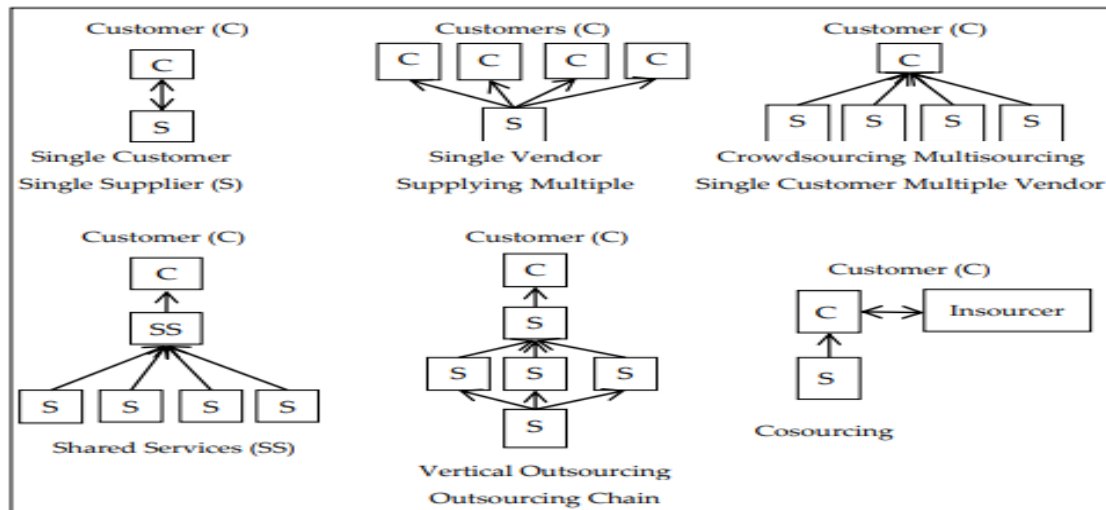 Customer (C)
C
S
Single Customer
Single Supplier (S)
Customers (C)
C C C C
S
Single Vendor
Supplying Multiple
Customer (C)
C
S S S S
Crowdsourcing Multisourcing
Single Customer Multiple Vendor
Customer (C)
C
SS
S S S S
Shared Services (SS)
Customer (C)
C
S
S S S
S
Vertical Outsourcing
Outsourcing Chain
Customer (C)
C Insourcer
S
Cosourcing